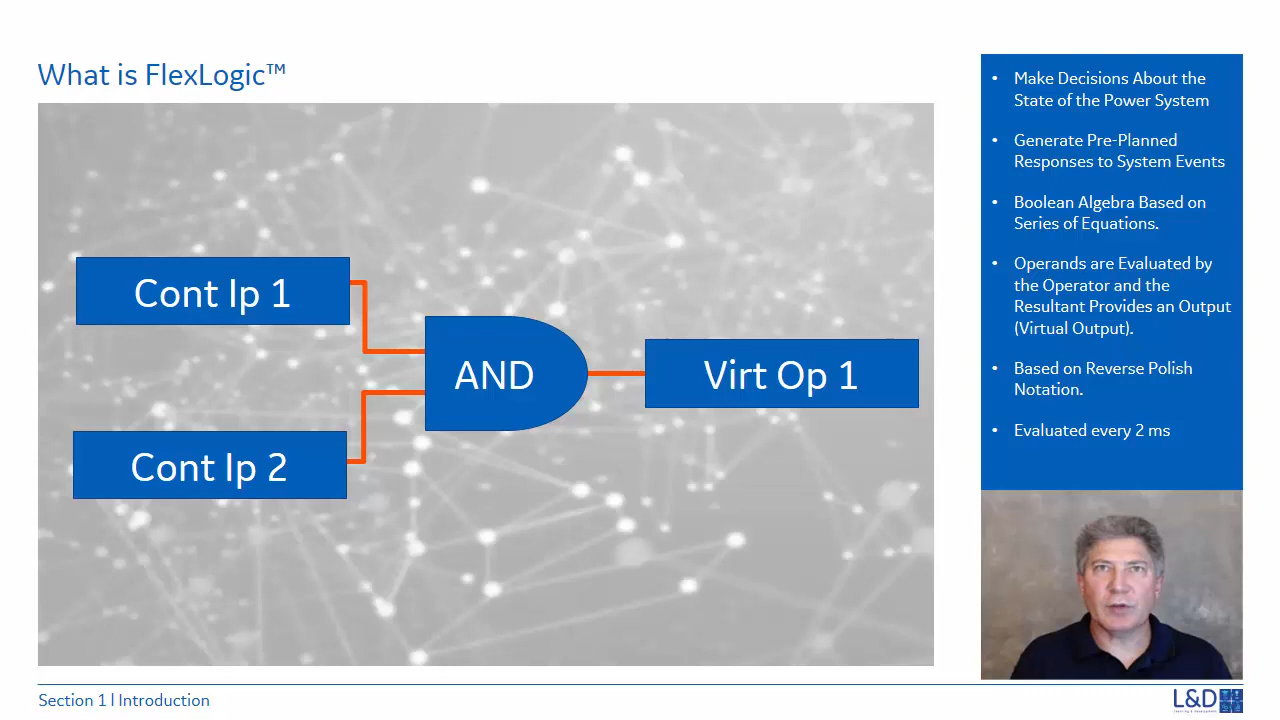 What is FlexLogic™
Cont Ip 1
Cont Ip 2
AND
Virt Op 1
• Make Decisions About the
State of the Power System
• Generate Pre-Planned
Responses to System Events
• Boolean Algebra Based on
Series of Equations.
• Operands are Evaluated by
the Operator and the
Resultant Provides an Output
(Virtual Output).
• Based on Reverse Polish
Notation.
• Evaluated every 2 ms
Section 1 | Introduction
L&D